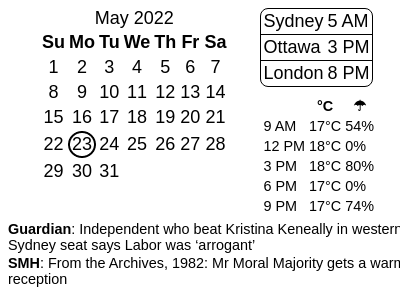 May 2022
Su Mo Tu We Th Fr Sa
1 2 3 4 5 6 7
8 9 10 11 12 13 14
15 16 17 18 19 20 21
22 23 24 25 26 27 28
29 30 31
Sydney 5 AM
Ottawa 3 PM
London 8 PM
°C ☂
9 AM 17°C 54%
12 PM 18°C 0%
3 PM 18°C 80%
6 PM 17°C 0%
9 PM 17°C 74%
Guardian: Independent who beat Kristina Keneally in western
Sydney seat says Labor was ‘arrogant’
SMH: From the Archives, 1982: Mr Moral Majority gets a warm
reception